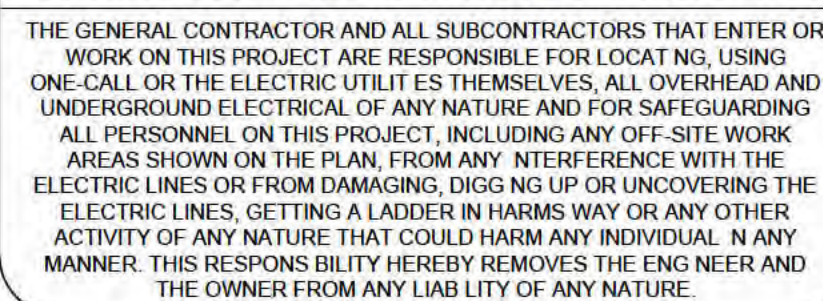 THE GENERAL CONTRACTOR AND ALL SUBCONTRACTORS THAT ENTER OR
WORK ON THIS PROJECT ARE RESPONSIBLE FOR LOCAT NG, USING
ONE-CALL OR THE ELECTRIC UTILIT ES THEMSELVES, ALL OVERHEAD AND
UNDERGROUND ELECTRICAL OF ANY NATURE AND FOR SAFEGUARDING
ALL PERSONNEL ON THIS PROJECT, INCLUDING ANY OFF-SITE WORK
AREAS SHOWN ON THE PLAN, FROM ANY  NTERFERENCE WITH THE
ELECTRIC LINES OR FROM DAMAGING, DIGG NG UP OR UNCOVERING THE
ELECTRIC LINES, GETTING A LADDER IN HARMS WAY OR ANY OTHER
ACTIVITY OF ANY NATURE THAT COULD HARM ANY INDIVIDUAL  N ANY
MANNER. THIS RESPONS BILITY HEREBY REMOVES THE ENG NEER AND
THE OWNER FROM ANY LIAB LITY OF ANY NATURE.